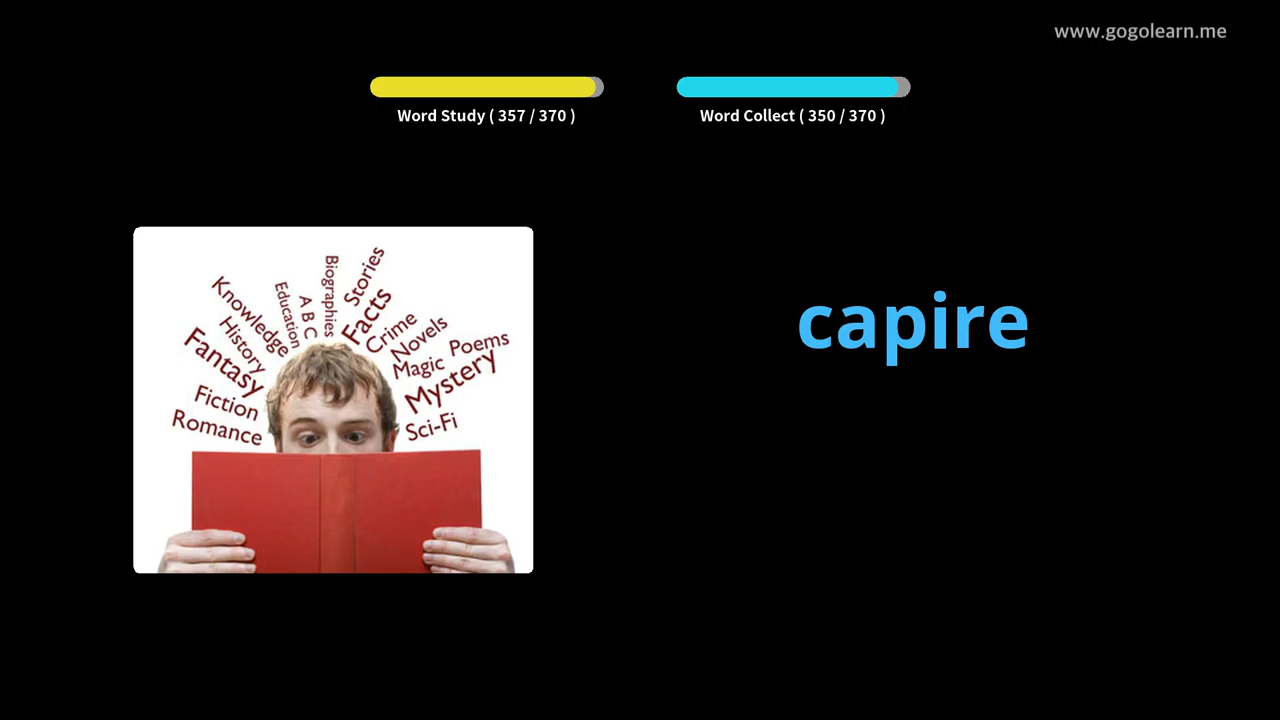 www.gogolearn.me
Word Study ( 357 / 370 )
Word Collect ( 350 / 370 )
capire
Romance
Fiction
Fantasy
History
Knowledge
Education
A B C
Biographies
Stories
Facts
Crime
Novels
Magic
Poems
Mystery
Sci-Fi